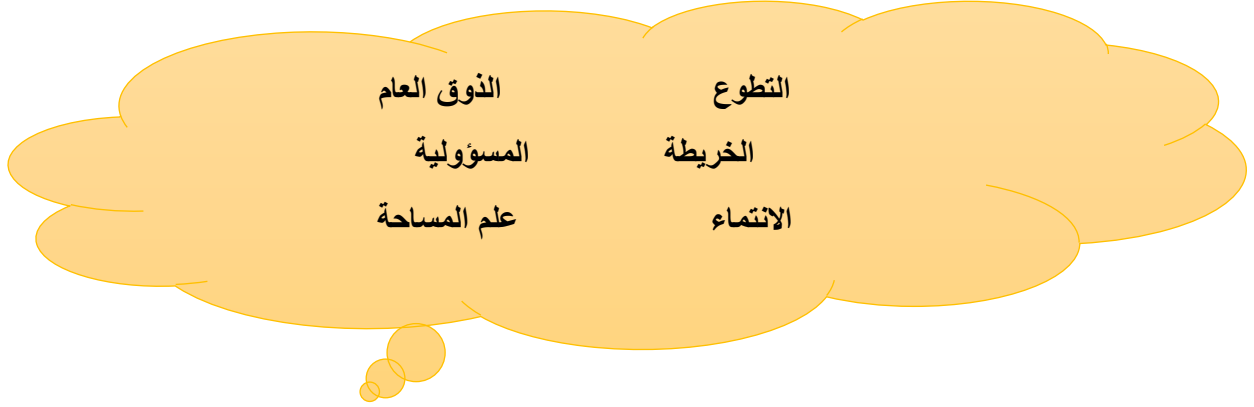 التطوع الذوق العام
الخريطة المسؤولية
الانتماء علم المساحة